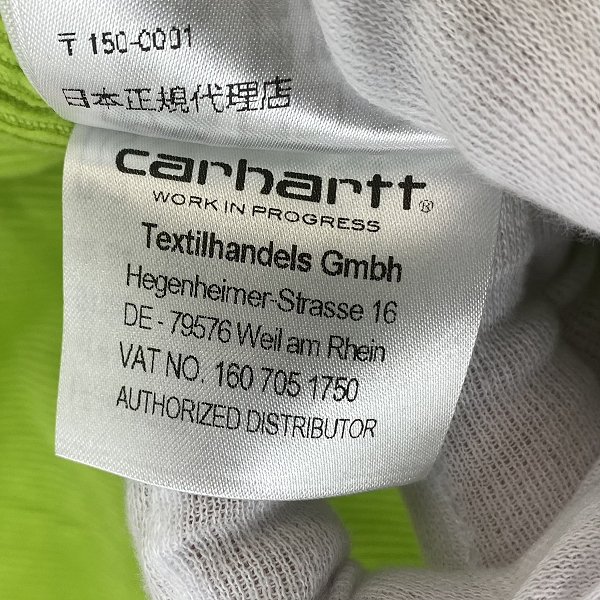 〒150-0001
日本正規代理店
carhartt®
WORK IN PROGRESS
Textilhandels Gmbh
Hegenheimer-Strasse 16
DE - 79576 Weil am Rhein
VAT NO. 160 705 1750
AUTHORIZED DISTRIBUTOR